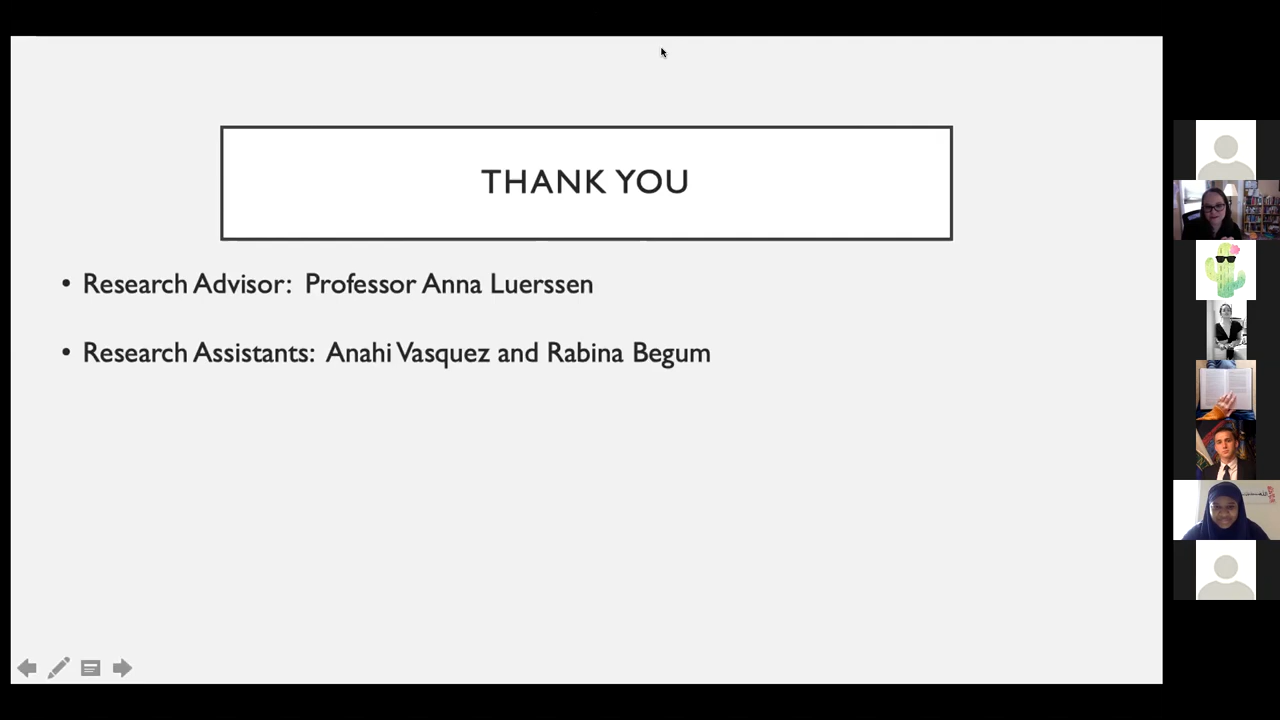 THANK YOU
• Research Advisor: Professor Anna Luerssen
• Research Assistants: Anahi Vasquez and Rabina Begum